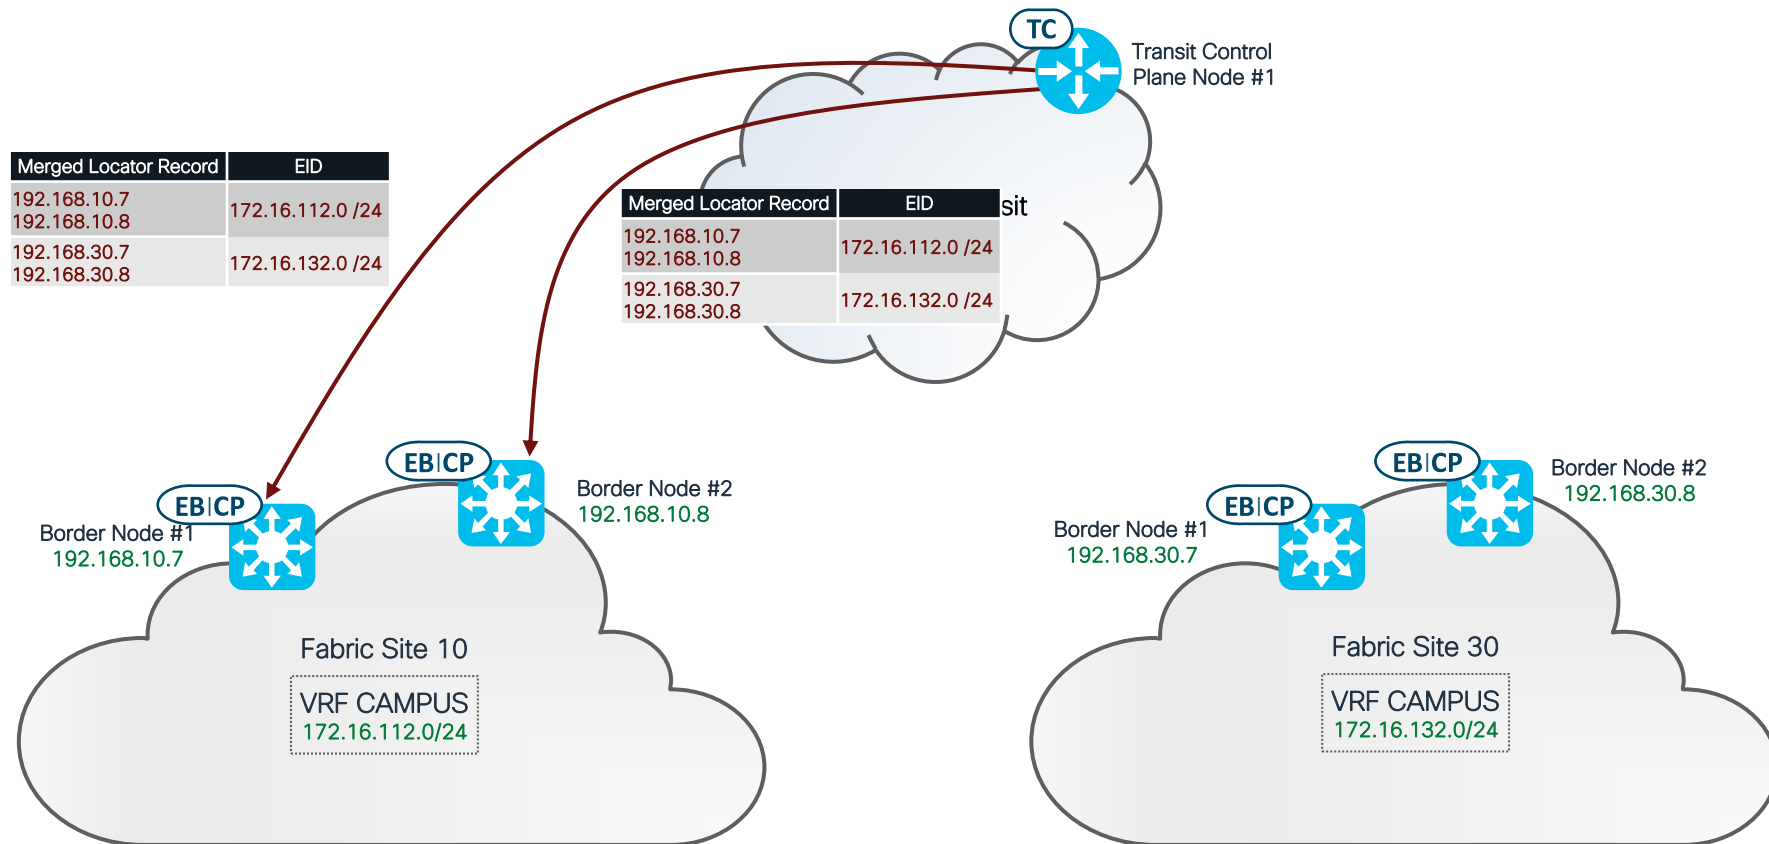 TC
Transit Control
Plane Node #1
Merged Locator Record EID
192.168.10.7
192.168.10.8
172.16.112.0 /24
192.168.30.7
192.168.30.8
172.16.132.0 /24
Merged Locator Record EID
sit
192.168.10.7
192.168.10.8
172.16.112.0 /24
192.168.30.7
192.168.30.8
172.16.132.0 /24
EB|CP
Border Node #1
192.168.10.7
EB|CP
Border Node #2
192.168.10.8
Fabric Site 10
VRF CAMPUS
172.16.112.0/24
EB|CP
Border Node #1
192.168.30.7
EB|CP
Border Node #2
192.168.30.8
Fabric Site 30
VRF CAMPUS
172.16.132.0/24